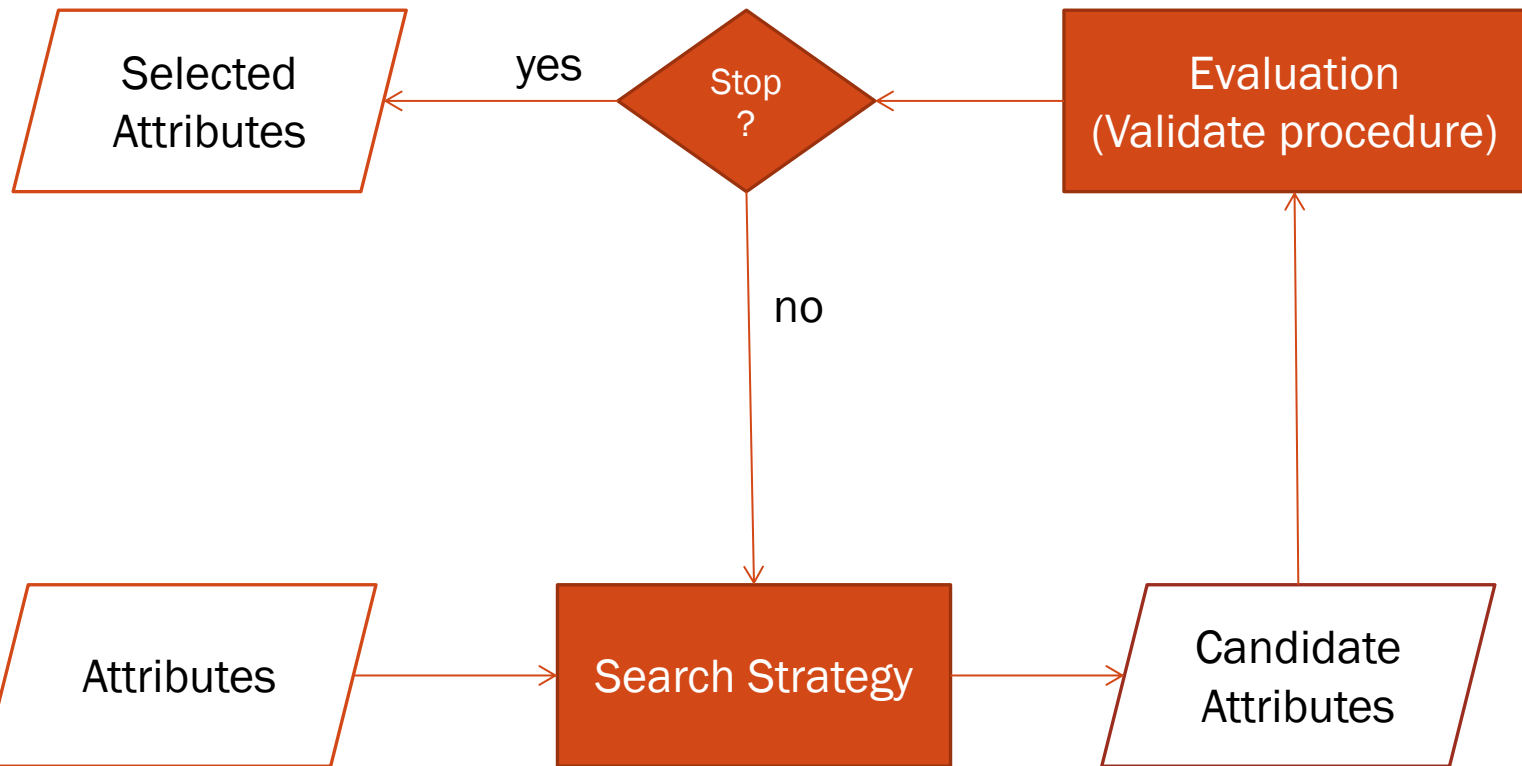 Selected
Attributes
yes
Stop
?
Evaluation
(Validate procedure)
no
Attributes
Search Strategy
Candidate
Attributes